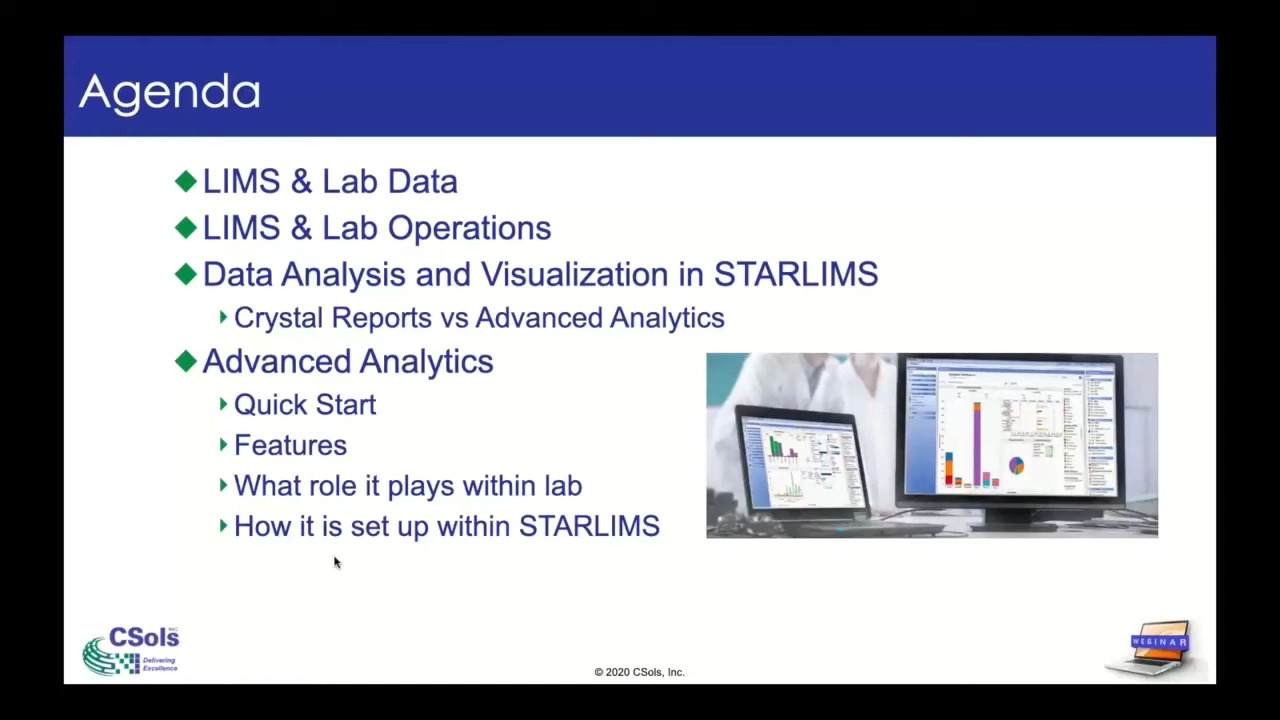 Agenda
LIMS & Lab Data
LIMS & Lab Operations
Data Analysis and Visualization in STARLIMS
Crystal Reports vs Advanced Analytics
Advanced Analytics
Quick Start
Features
What role it plays within lab
How it is set up within STARLIMS
CSols INC
Delivering
Excellence
© 2020 CSols, Inc.
WEBINAR